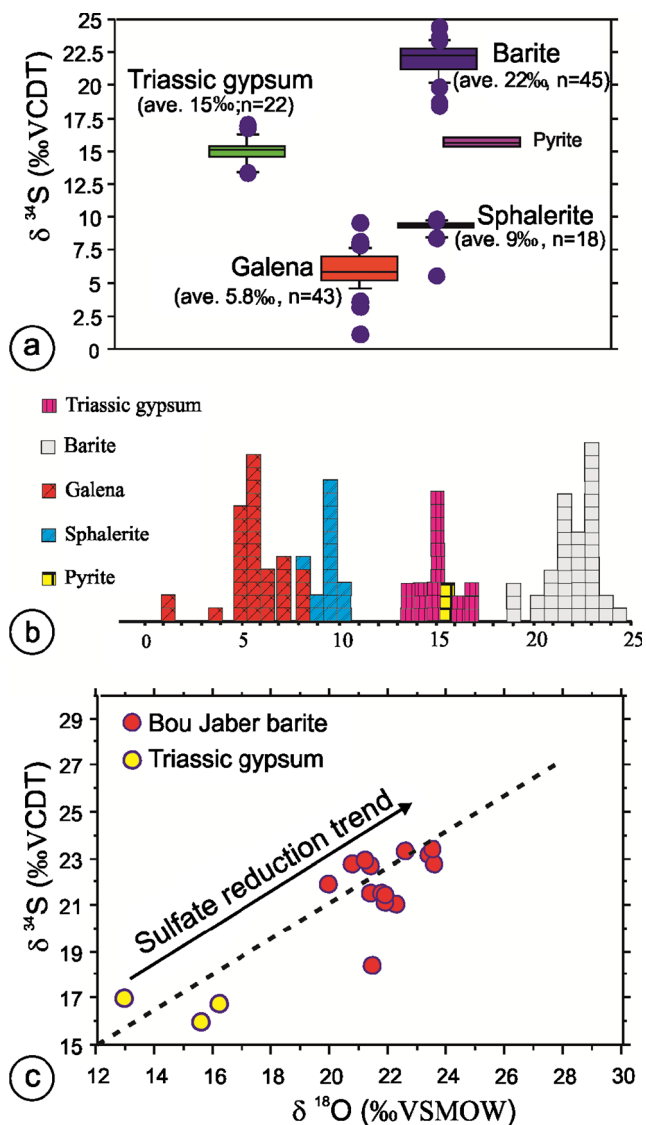 25
22.5
20
17.5
15
12.5
10
7.5
5
2.5
0
δ 34S (‰VCDT)
Triassic gypsum
(ave. 15‰;n=22)
Barite
(ave. 22‰, n=45)
Pyrite
Sphalerite
(ave. 9‰, n=18)
Galena
(ave. 5.8‰, n=43)
a
Triassic gypsum
Barite
Galena
Sphalerite
Pyrite
0 5 10 15 20 25
b
29
27
25
23
21
19
17
15
δ 34S (‰VCDT)
Bou Jaber barite
Triassic gypsum
Sulfate reduction trend
12 14 16 18 20 22 24 26 28 30
δ 18O (‰VSMOW)
c